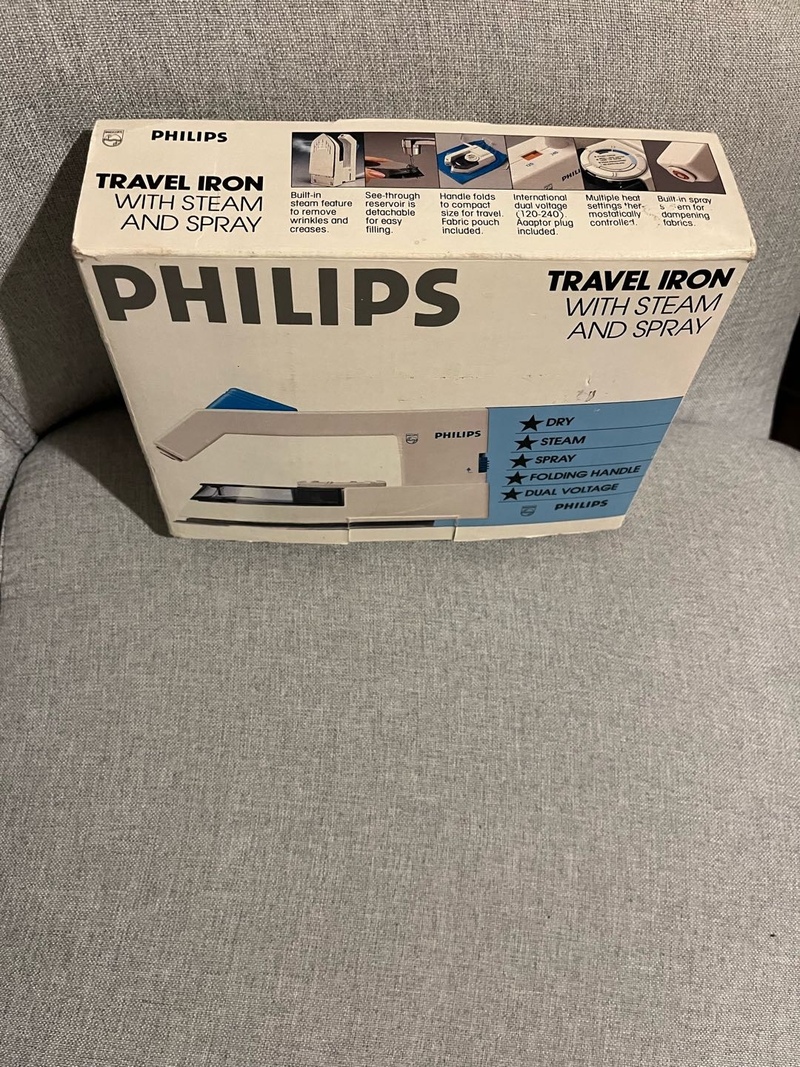 PHILIPS
TRAVEL IRON
WITH STEAM
AND SPRAY
Built-in
steam feature
to remove
wrinkles and
creases.
See-through
reservoir is
detachable
for easy
filling.
Handle folds
to compact
size for travel.
Fabric pouch
included.
International
dual voltage
(120-240).
Adaptor plug
included.
Multiple heat
settings ther-
mostatically
controlled.
Built-in spray
system for
dampening
fabrics.
PHILIPS
TRAVEL IRON
WITH STEAM
AND SPRAY
PHILIPS
DRY
STEAM
SPRAY
FOLDING HANDLE
DUAL VOLTAGE
PHILIPS